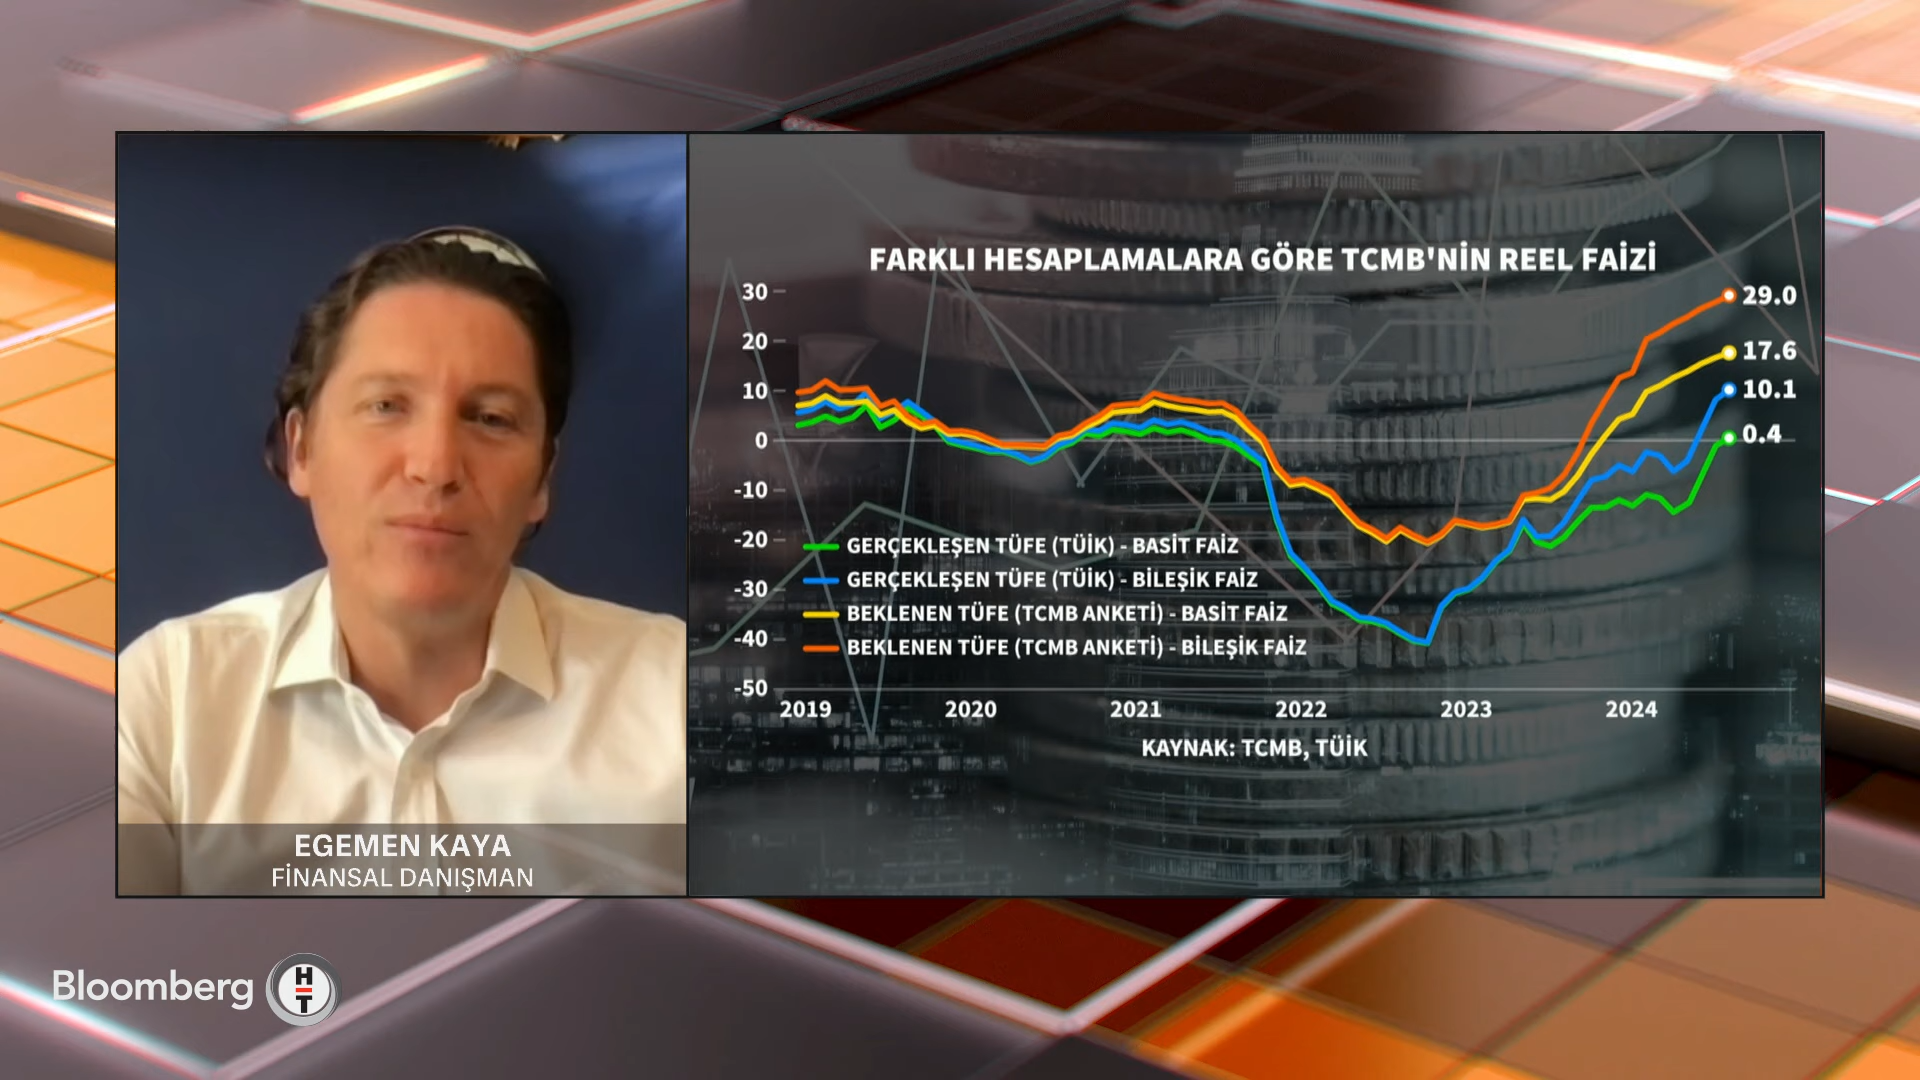 FARKLI HESAPLAMALARA GÖRE TCMB'NİN REEL FAİZİ
30
20
10
0
-10
-20
-30
-40
-50
29.0
17.6
10.1
0.4
GERÇEKLEŞEN TÜFE (TÜİK) - BASİT FAİZ
GERÇEKLEŞEN TÜFE (TÜİK) - BİLEŞİK FAİZ
BEKLENEN TÜFE (TCMB ANKETİ) - BASİT FAİZ
BEKLENEN TÜFE (TCMB ANKETİ) - BİLEŞİK FAİZ
2019 2020 2021 2022 2023 2024
KAYNAK: TCMB, TÜİK
EGEMEN KAYA
FİNANSAL DANIŞMAN
Bloomberg HT